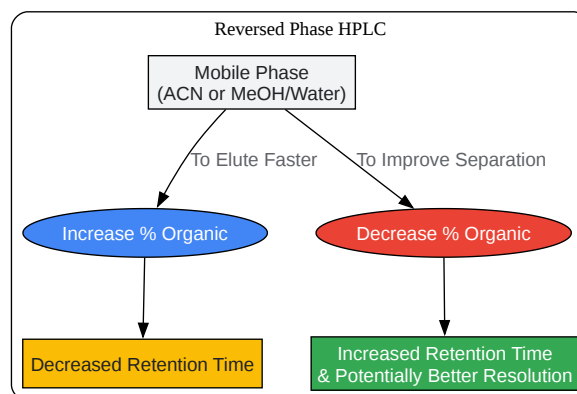 Reversed Phase HPLC
Mobile Phase
(ACN or MeOH/Water)
To Elute Faster
To Improve Separation
Increase % Organic
Decrease % Organic
Decreased Retention Time
Increased Retention Time
& Potentially Better Resolution